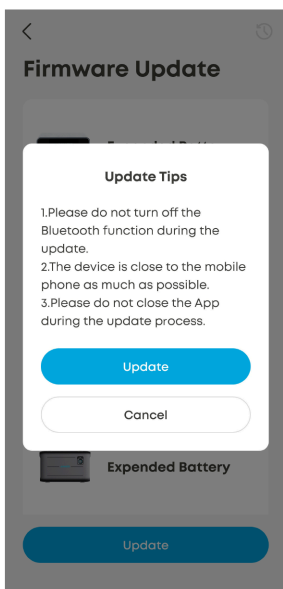 Firmware Update
Update Tips
1.Please do not turn off the
Bluetooth function during the
update.
2.The device is close to the mobile
phone as much as possible.
3.Please do not close the App
during the update process.
Update
Cancel
Expended Battery
Update